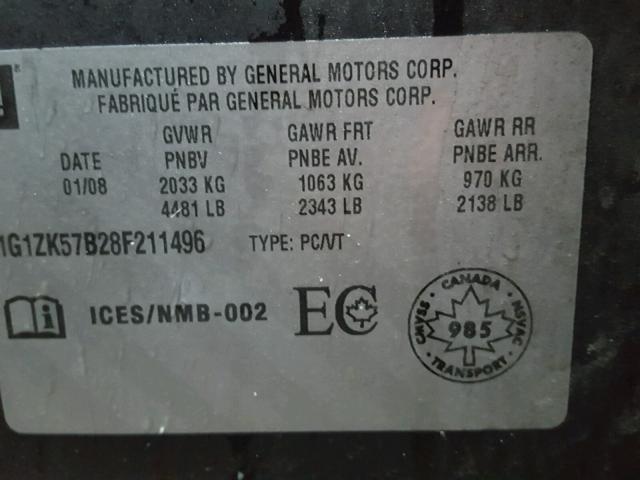 ®
MANUFACTURED BY GENERAL MOTORS CORP.
FABRIQUÉ PAR GENERAL MOTORS CORP.
GVWR GAWR FRT GAWR RR
DATE PNBV PNBE AV. PNBE ARR.
01/08 2033 KG 1063 KG 970 KG
4481 LB 2343 LB 2138 LB
1G1ZK57B28F211496 TYPE: PC/VT
i ICES/NMB-002 EC
CANADA
CMVSS NSVAC
985
TRANSPORT